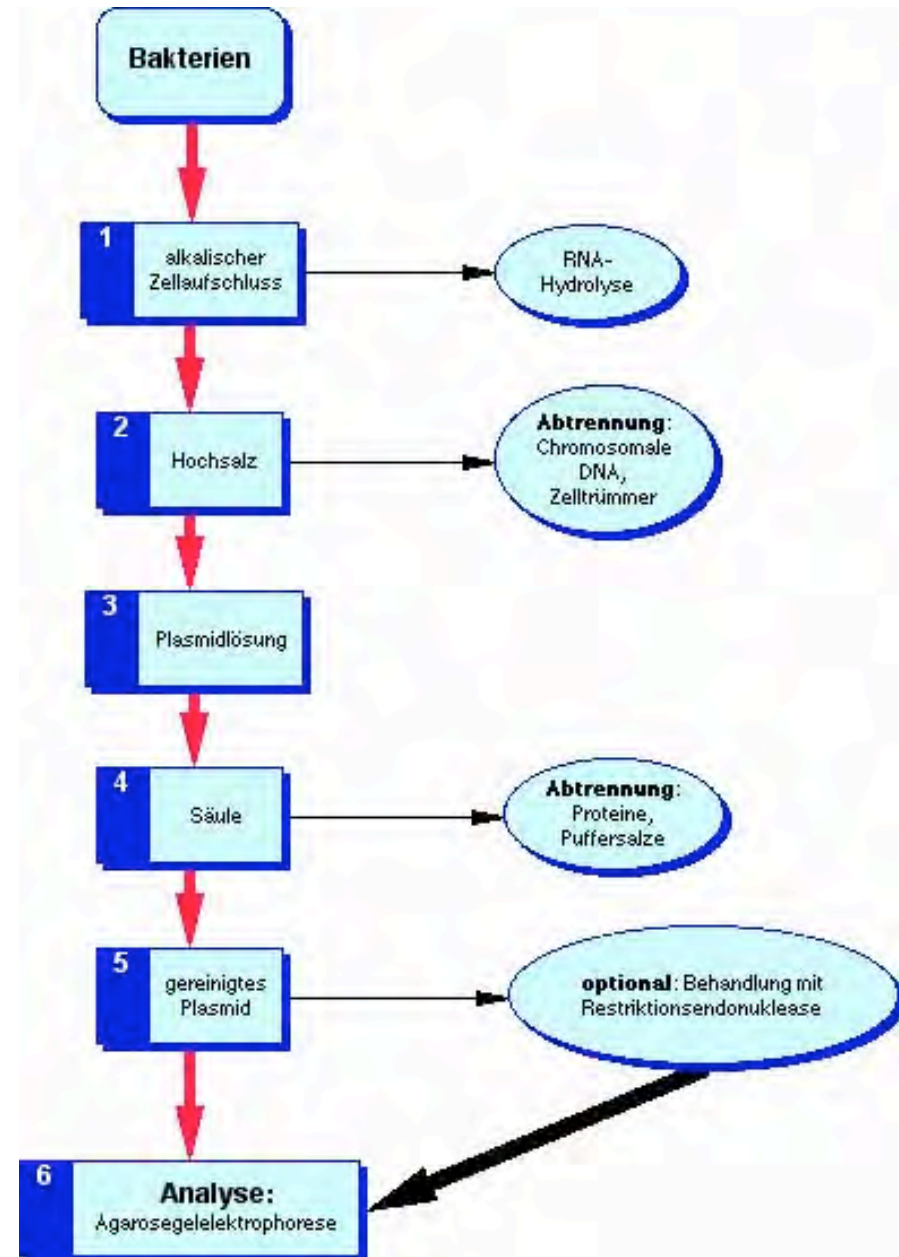 Bakterien
1
alkalischer
Zellaufschluss
RNA-
Hydrolyse
2
Hochsalz
Abtrennung:
Chromosomale
DNA,
Zelltrümmer
3
Plasmidlösung
4
Säule
Abtrennung:
Proteine,
Puffersalze
5
gereinigtes
Plasmid
optional: Behandlung mit
Restriktionsendonuklease
6
Analyse:
Agarosegelelektrophorese